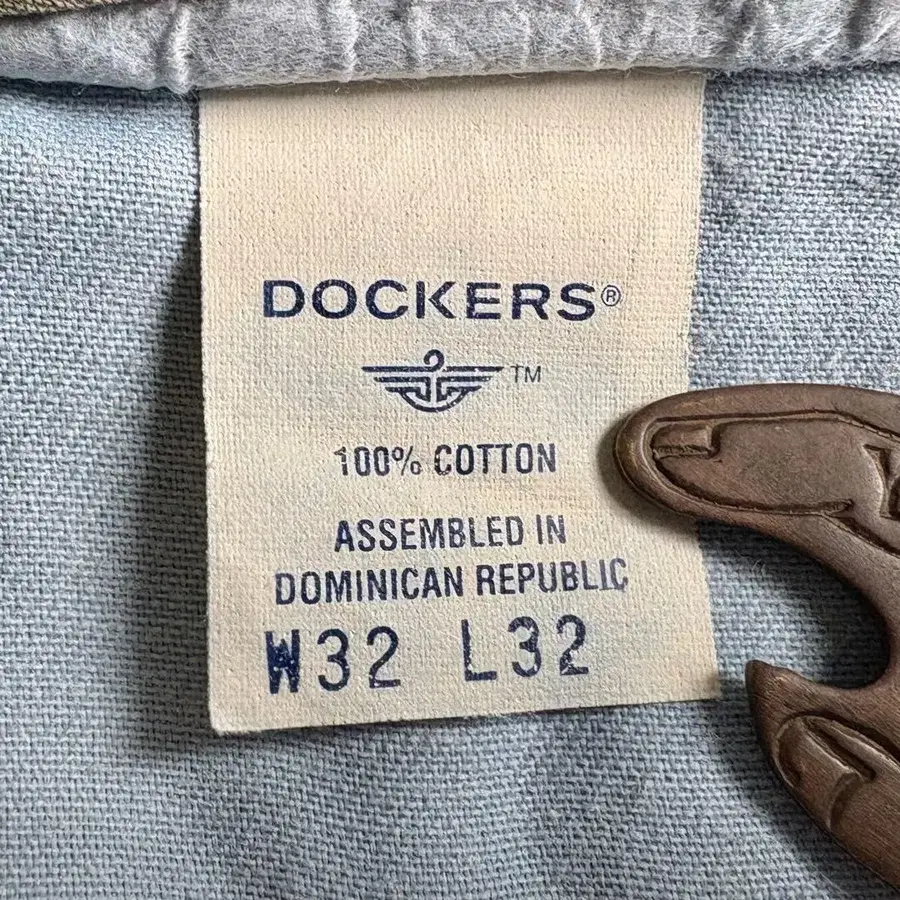 DOCKERS®
TM
100% COTTON
ASSEMBLED IN
DOMINICAN REPUBLIC
W32 L32